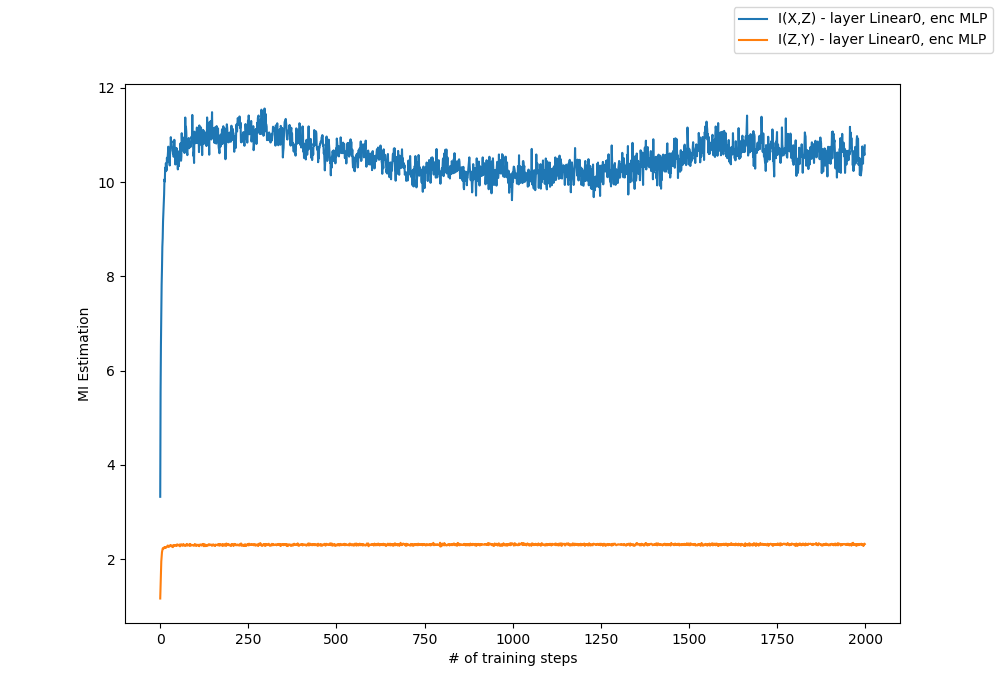 I(X,Z) - layer Linear0, enc MLP
I(Z,Y) - layer Linear0, enc MLP
12
10
8
6
4
2
MI Estimation
0 250 500 750 1000 1250 1500 1750 2000
# of training steps